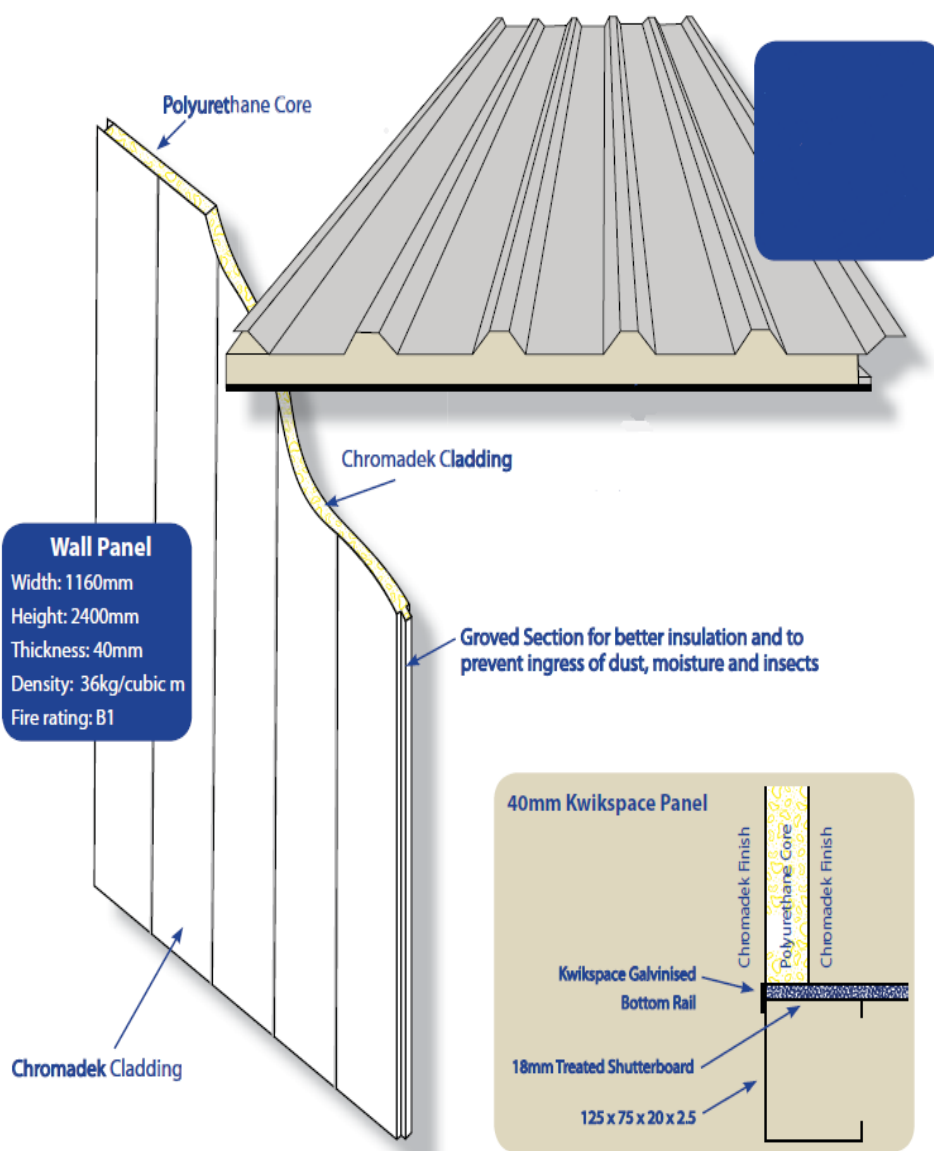 Polyurethane Core
Chromadek Cladding
Wall Panel
Width: 1160mm
Height: 2400mm
Thickness: 40mm
Density: 36kg/cubic m
Fire rating: B1
Groved Section for better insulation and to
prevent ingress of dust, moisture and insects
Chromadek Cladding
40mm Kwikspace Panel
Chromadek Finish
Polyurethane Core
Chromadek Finish
Kwikspace Galvinised
Bottom Rail
18mm Treated Shutterboard
125 x 75 x 20 x 2.5